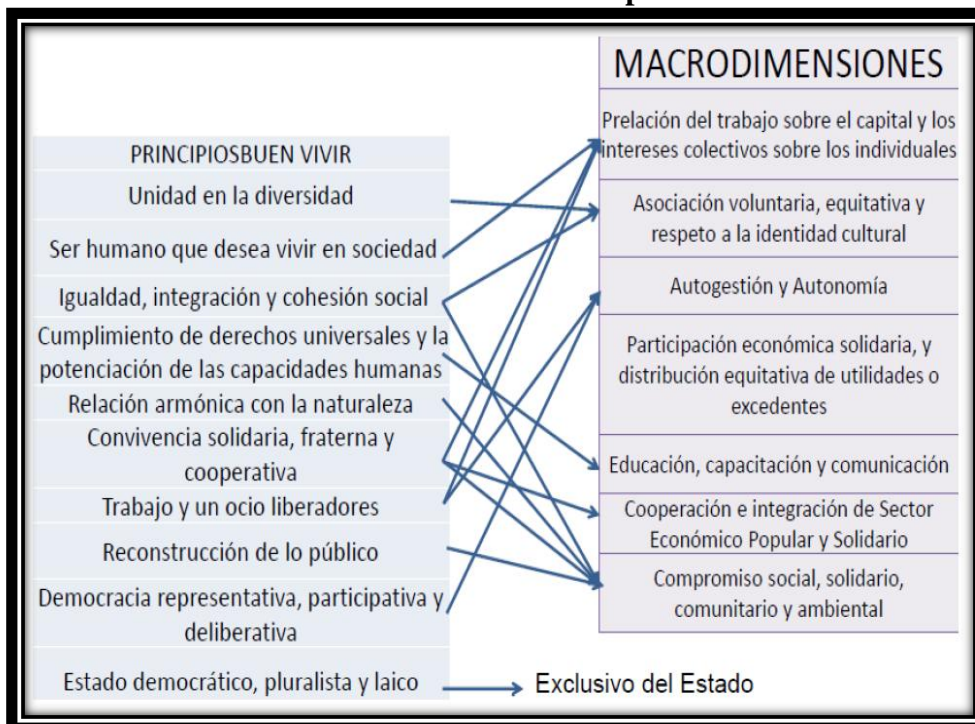 PRINCIPIOSBUEN VIVIR
Unidad en la diversidad
Ser humano que desea vivir en sociedad
Igualdad, integración y cohesión social
Cumplimiento de derechos universales y la
potenciación de las capacidades humanas
Relación armónica con la naturaleza
Convivencia solidaria, fraterna y
cooperativa
Trabajo y un ocio liberadores
Reconstrucción de lo público
Democracia representativa, participativa y
deliberativa
Estado democrático, pluralista y laico
Exclusivo del Estado
MACRODIMENSIONES
Prelación del trabajo sobre el capital y los
intereses colectivos sobre los individuales
Asociación voluntaria, equitativa y
respeto a la identidad cultural
Autogestión y Autonomía
Participación económica solidaria, y
distribución equitativa de utilidades o
excedentes
Educación, capacitación y comunicación
Cooperación e integración de Sector
Económico Popular y Solidario
Compromiso social, solidario,
comunitario y ambiental